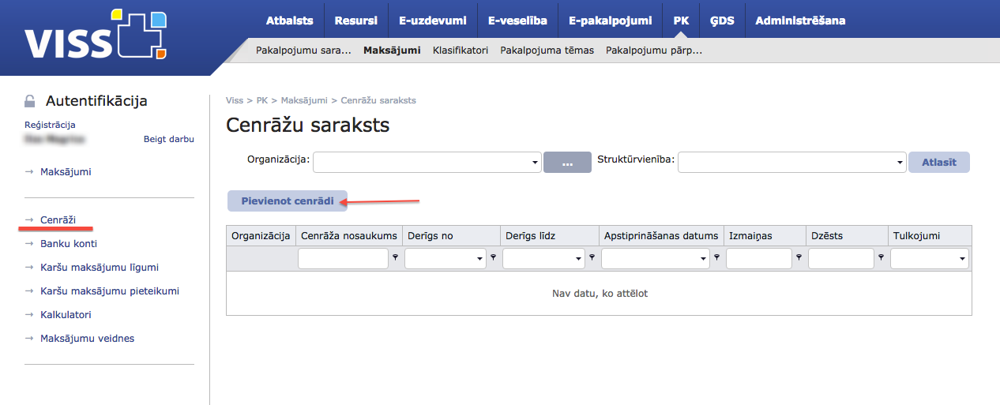 VISS
Atbalsts Resursi E-uzdevumi E-veselība E-pakalpojumi PK ĢDS Administrēšana
Pakalpojumu sara... Maksājumi Klasifikatori Pakalpojuma tēmas Pakalpojumu pārp...
Autentifikācija
Reģistrācija
Beigt darbu
→ Maksājumi
→ Cenrāži
→ Banku konti
→ Karšu maksājumu līgumi
→ Karšu maksājumu pieteikumi
→ Kalkulatori
→ Maksājumu veidnes
Viss > PK > Maksājumi > Cenrāžu saraksts
Cenrāžu saraksts
Organizācija: ... Struktūrvienība: Atlasīt
Pievienot cenrādi
Organizācija Cenrāža nosaukums Derīgs no Derīgs līdz Apstiprināšanas datums Izmaiņas Dzēsts Tulkojumi
Nav datu, ko attēlot